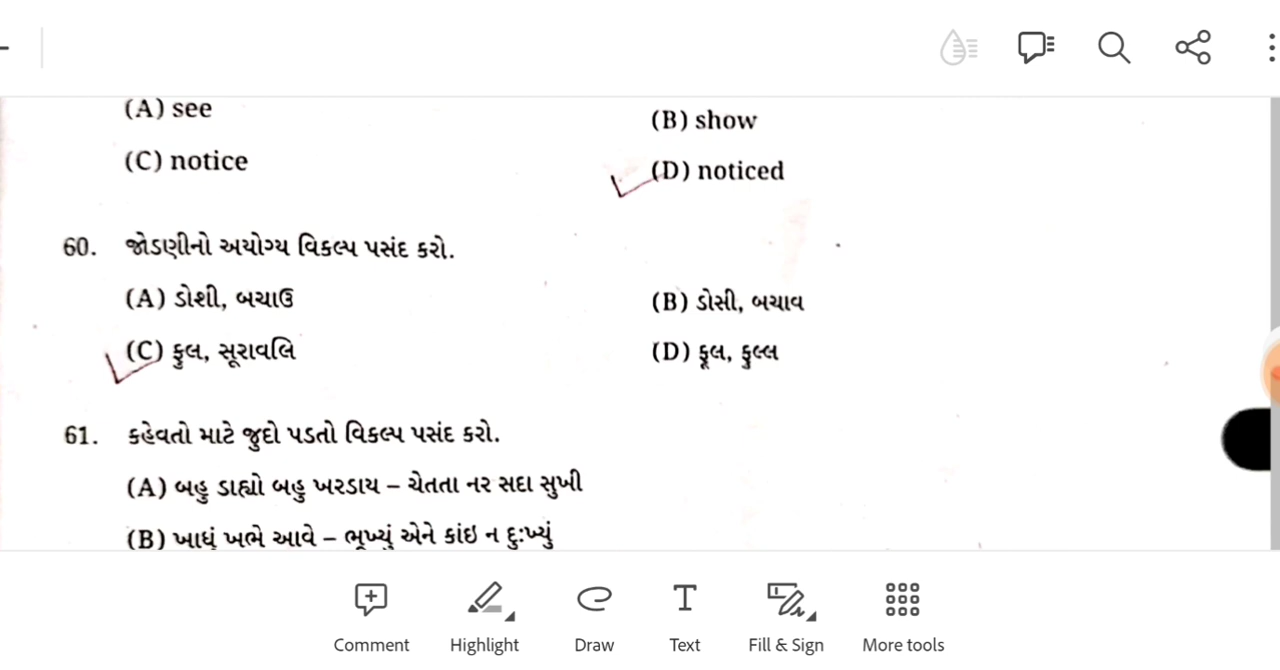 (A) see
(B) show
(C) notice
(D) noticed
60. જોડણીનો અયોગ્ય વિકલ્પ પસંદ કરો.
(A) ડોશી, બચાઉ
(B) ડોસી, બચાવ
(C) ફુલ, સૂરાવલિ
(D) ફૂલ, ફુલ્લ
61. કહેવતો માટે જુદો પડતો વિકલ્પ પસંદ કરો.
(A) બહુ ડાહ્યો બહુ ખરડાય – ચેતતા નર સદા સુખી
(B) ખાધું ખભે આવે – ભૂખ્યું એને કાંઇ ન દુઃખ્યું
Comment
Highlight
Draw
Text
Fill & Sign
More tools